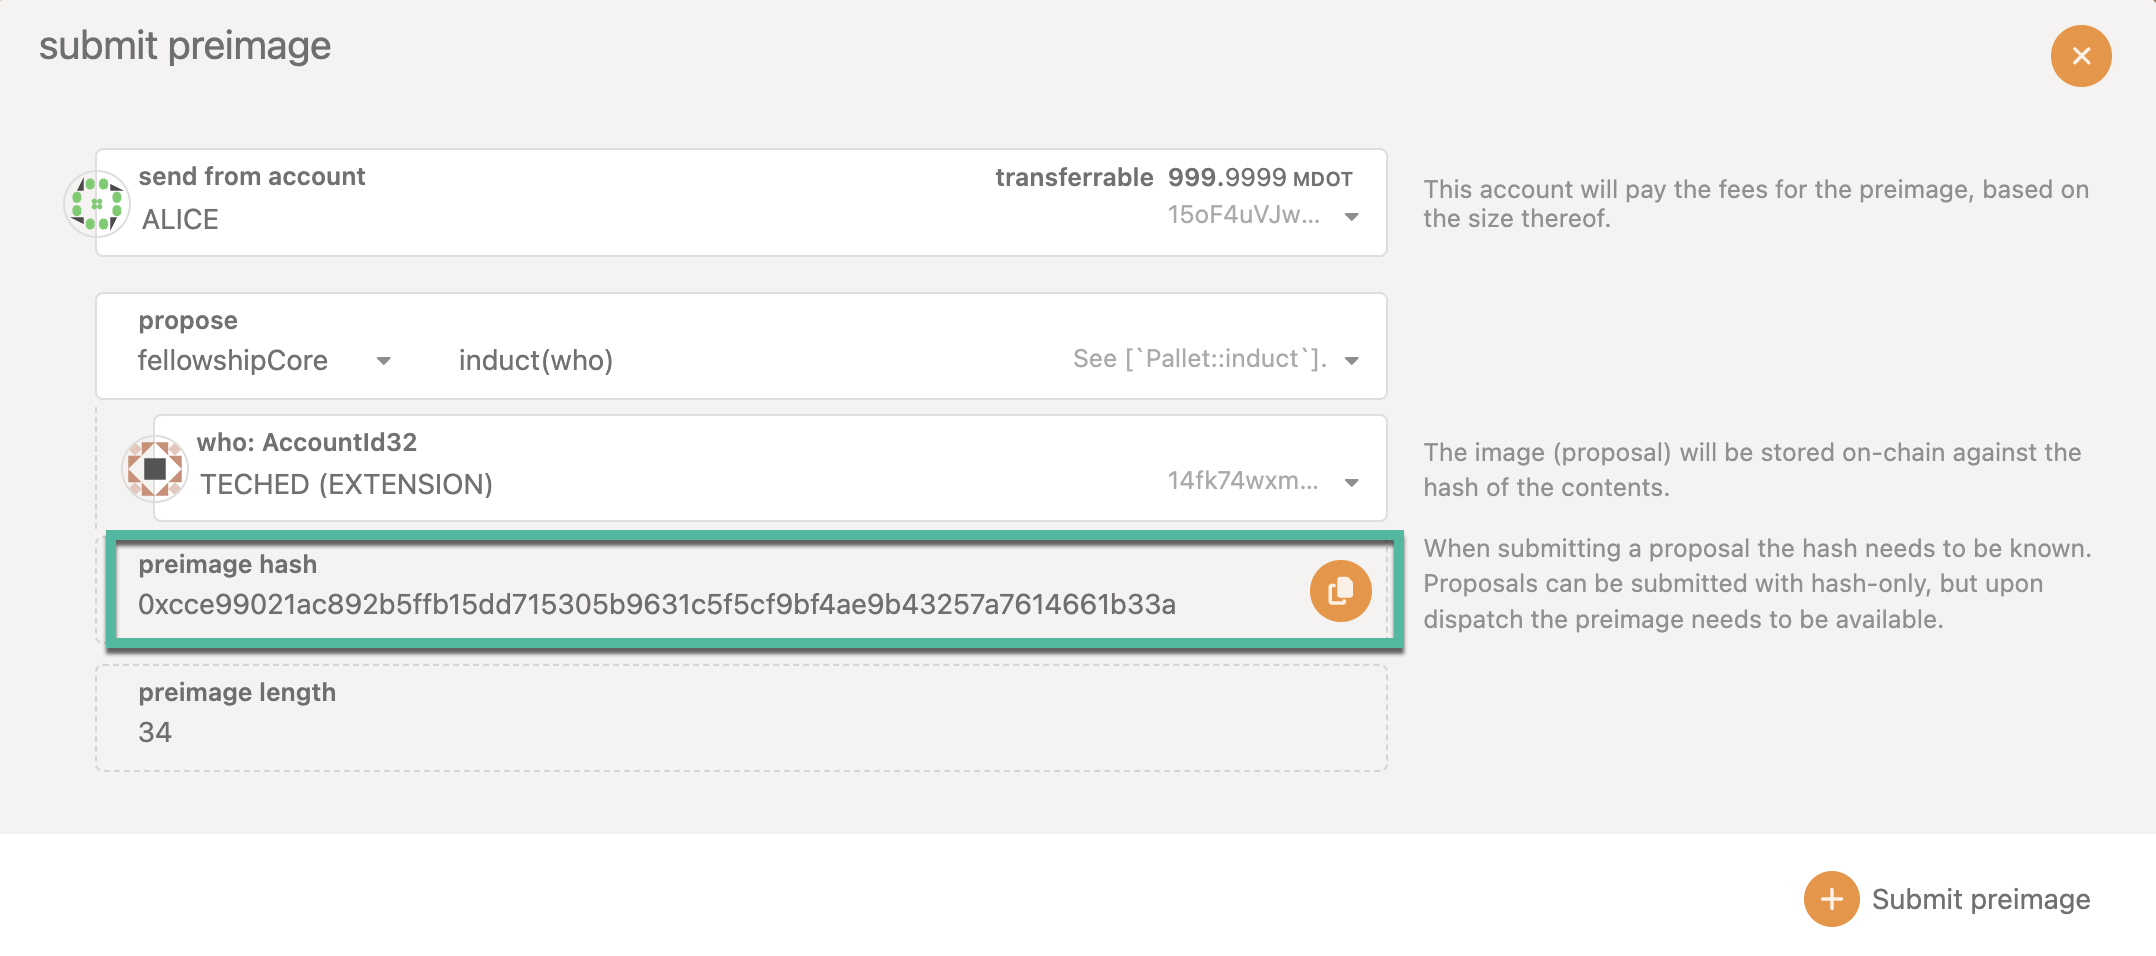 submit preimage
send from account
transferrable 999.9999 MDOT
ALICE
15oF4uVJw...
This account will pay the fees for the preimage, based on
the size thereof.
propose
fellowshipCore
induct(who)
See [`Pallet::induct`].
who: AccountId32
TECHED (EXTENSION)
14fk74wxm...
The image (proposal) will be stored on-chain against the
hash of the contents.
preimage hash
0xcce99021ac892b5ffb15dd715305b9631c5f5cf9bf4ae9b43257a7614661b33a
When submitting a proposal the hash needs to be known.
Proposals can be submitted with hash-only, but upon
dispatch the preimage needs to be available.
preimage length
34
Submit preimage